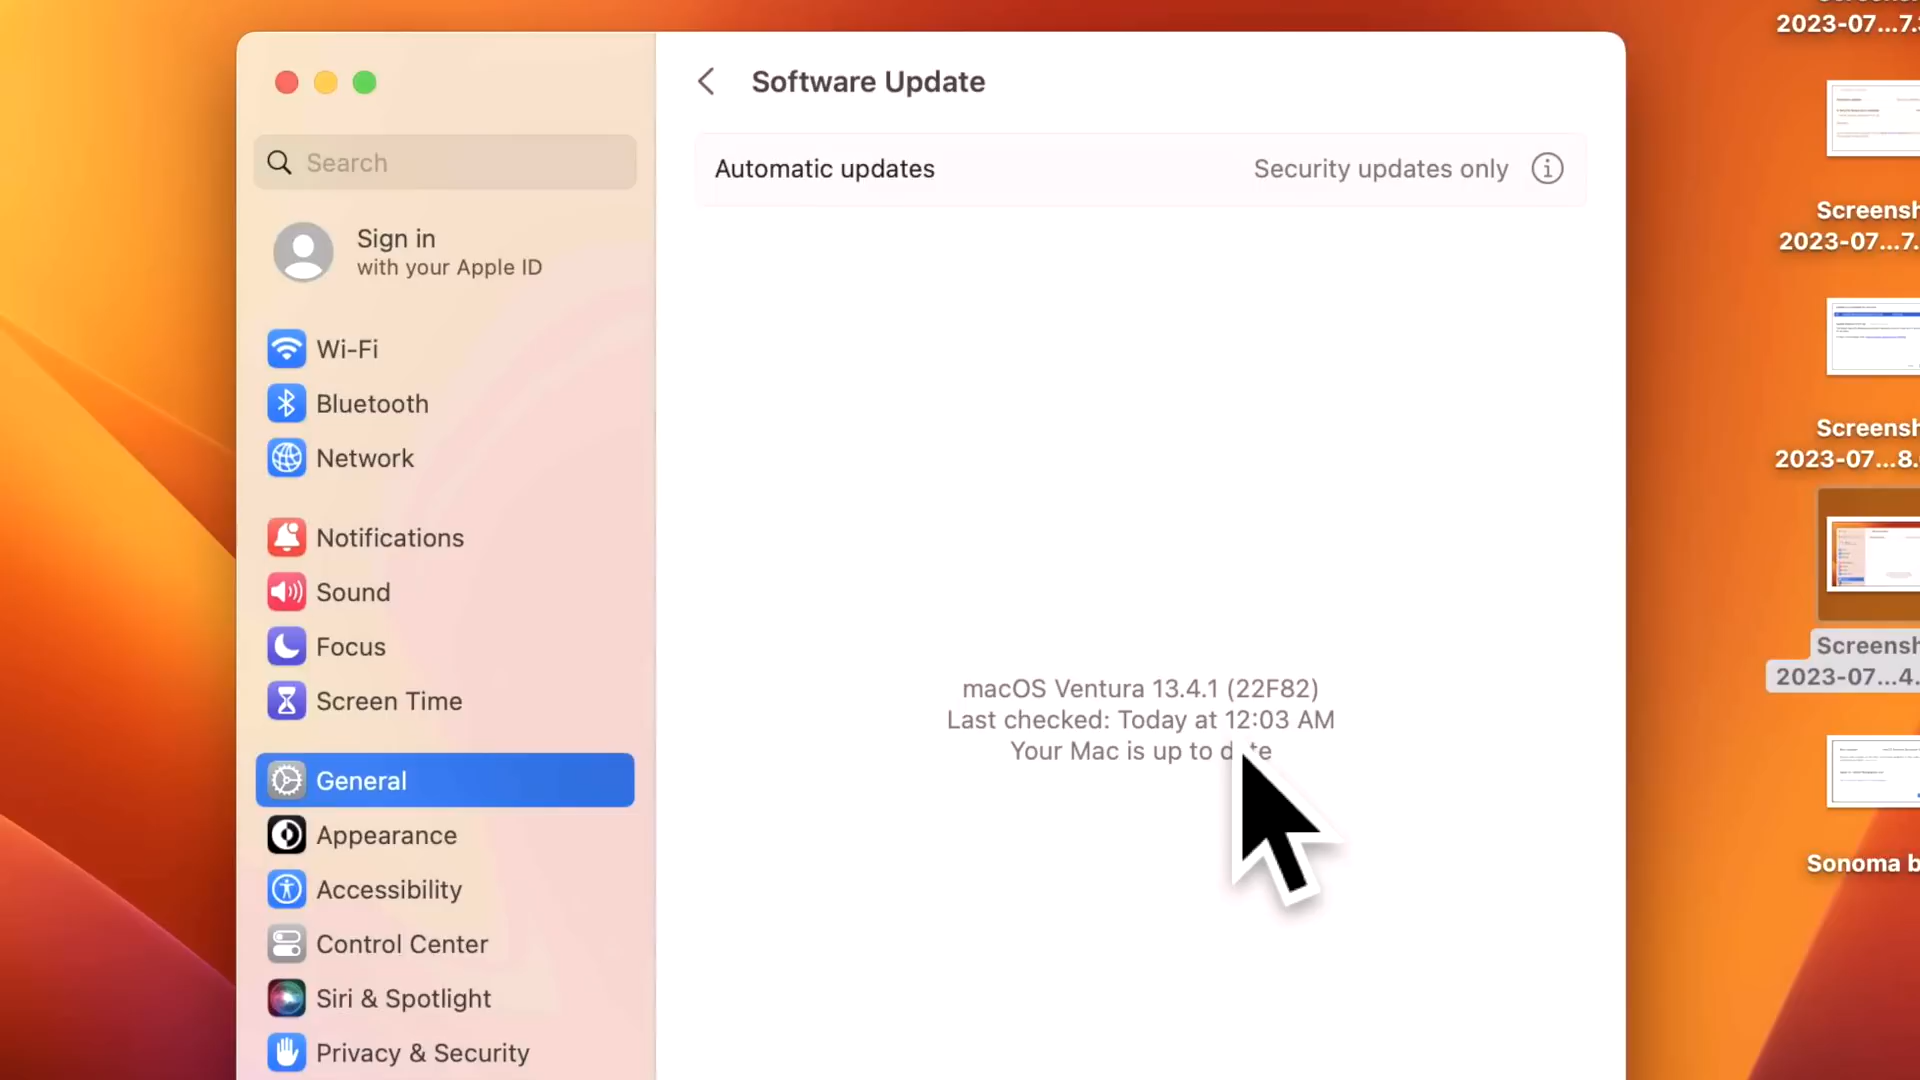 Software Update
Search
Automatic updates
Security updates only
Sign in
with your Apple ID
Wi-Fi
Bluetooth
Network
Notifications
Sound
Focus
Screen Time
General
Appearance
Accessibility
Control Center
Siri & Spotlight
Privacy & Security
macOS Ventura 13.4.1 (22F82)
Last checked: Today at 12:03 AM
Your Mac is up to
2023-07...7.
Screensh
2023-07...7.
Screensh
2023-07...8.
Screensh
2023-07...4.
Sonoma b